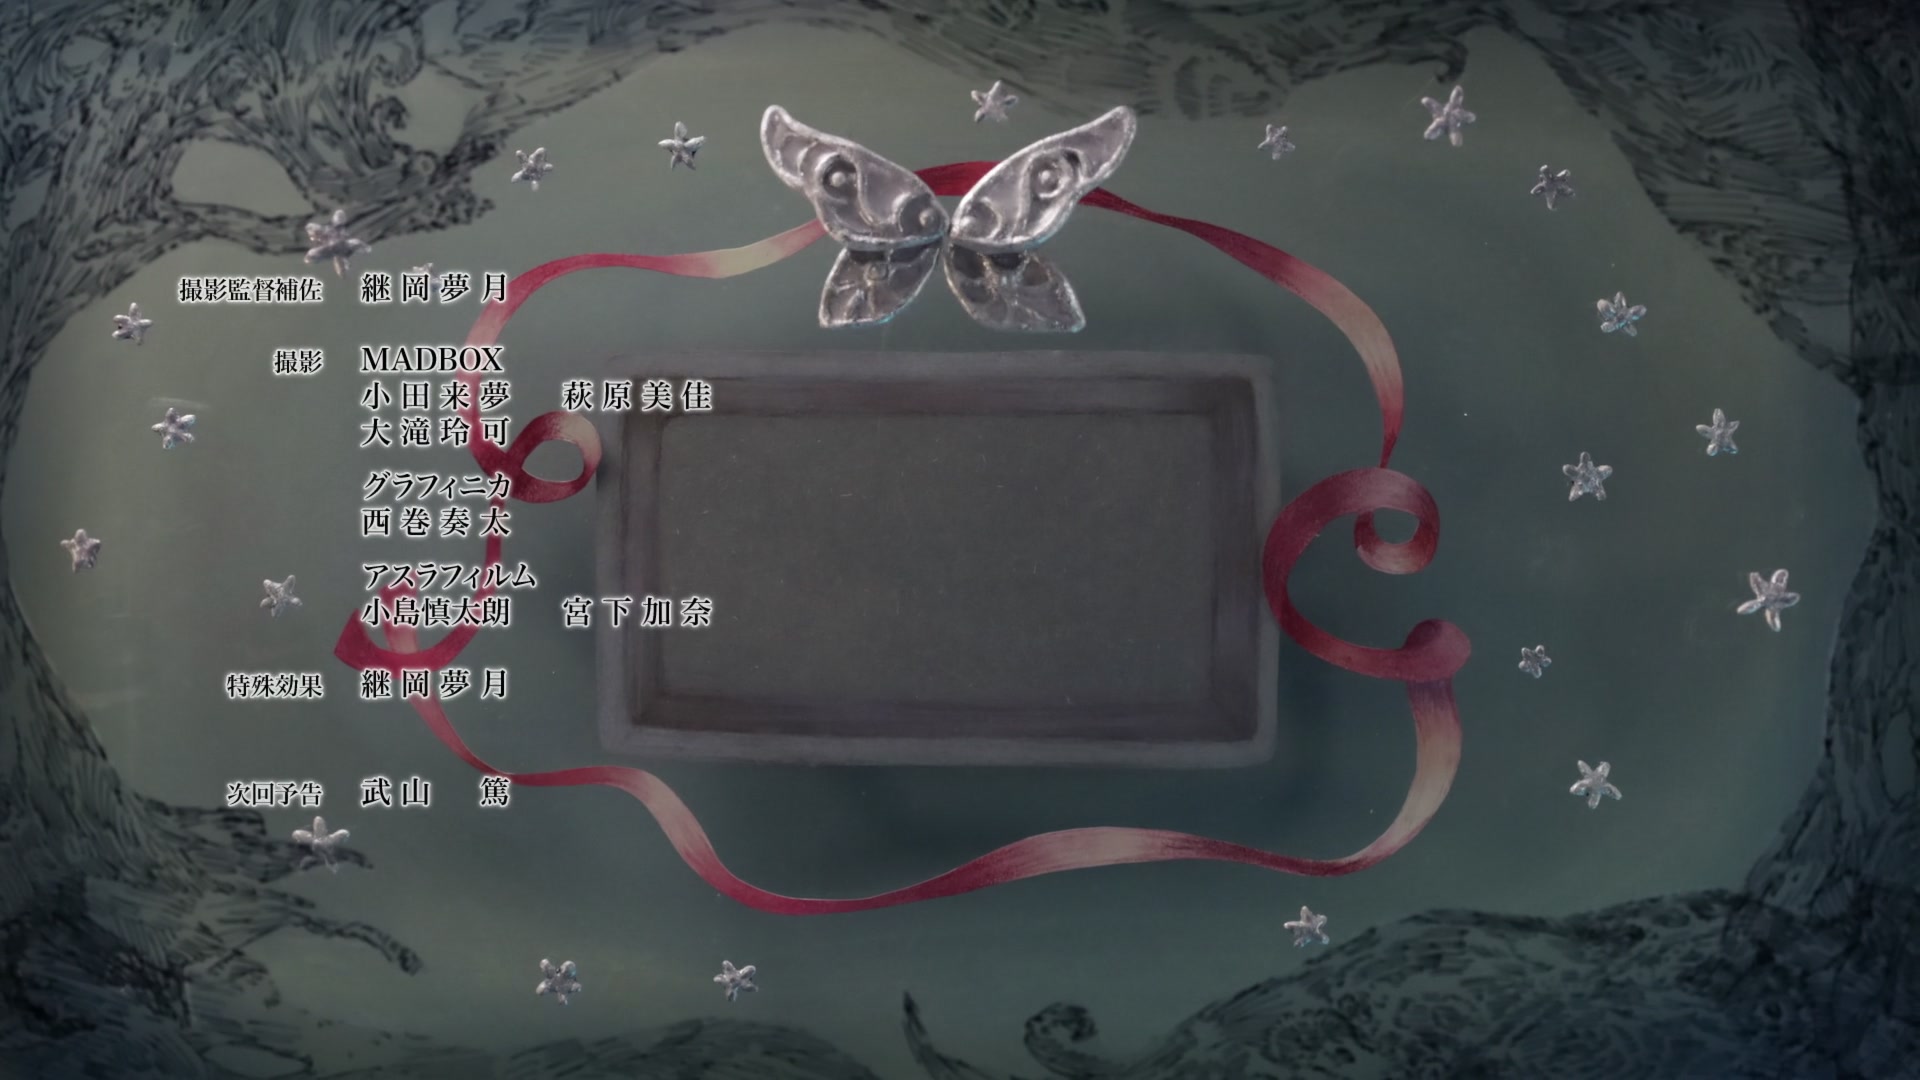 撮影監督補佐 継岡夢月
撮影 MADBOX
小田来夢 萩原美佳
大滝玲可
グラフィニカ
西巻奏太
アスラフィルム
小島慎太朗 宮下加奈
特殊効果 継岡夢月
次回予告 武山 篤